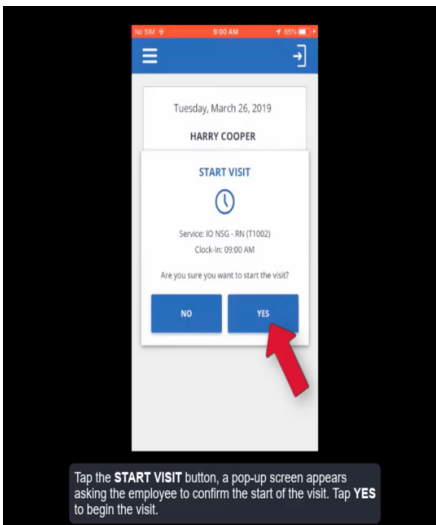 No SIM 9:00 AM 65%
Tuesday, March 26, 2019
HARRY COOPER
START VISIT
Service: IO NSG - RN (T1002)
Clock-In: 09:00 AM
Are you sure you want to start the visit?
NO YES
Tap the START VISIT button, a pop-up screen appears
asking the employee to confirm the start of the visit. Tap YES
to begin the visit.